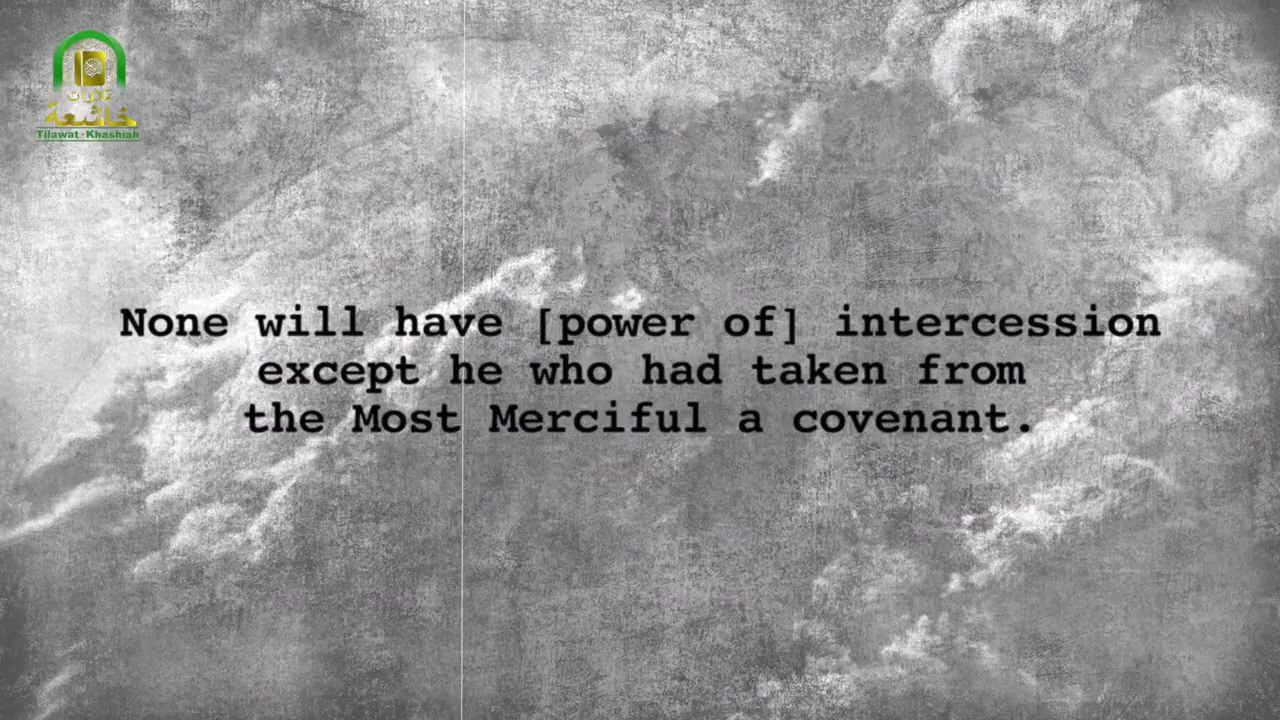 تلاوات
خاشعة
Tilawat-Khashiah
None will have [power of] intercession
except he who had taken from
the Most Merciful a covenant.